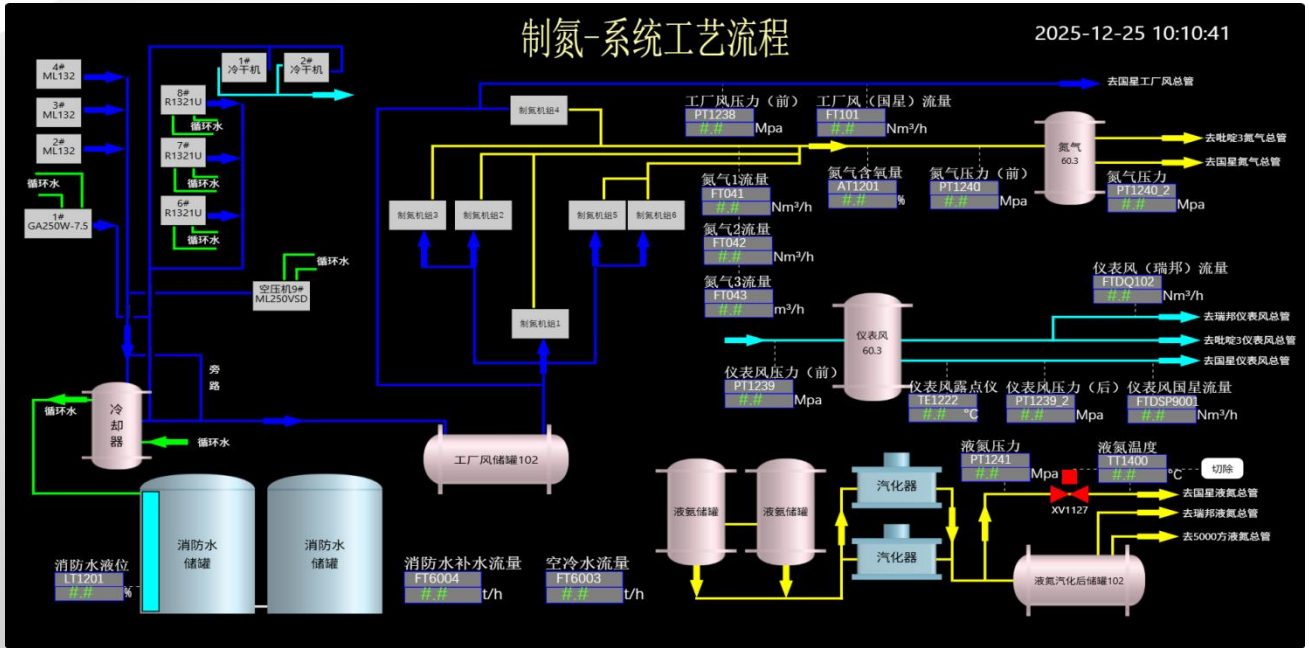 制氮-系统工艺流程
2025-12-25 10:10:41
4#
ML132
3#
ML132
2#
ML132
循环水
1#
GA250W-7.5
8#
R1321U
循环水
7#
R1321U
循环水
6#
R1321U
循环水
1#
冷干机
2#
冷干机
循环水
空压机9#
ML250VSD
旁
路
循环水
冷
却
器
循环水
制氮机组4
制氮机组3
制氮机组2
制氮机组5
制氮机组6
制氮机组1
工厂风储罐102
去国星工厂风总管
工厂风压力（前）
PT1238
#.# Mpa
工厂风（国星）流量
FT101
#.# Nm³/h
氮气1流量
FT041
#.# Nm³/h
氮气2流量
FT042
#.# Nm³/h
氮气3流量
FT043
#.# m³/h
氮气含氧量
AT1201
#.# %
氮气压力（前）
PT1240
#.# Mpa
氮气
60.3
去吡啶3氮气总管
去国星氮气总管
氮气压力
PT1240_2
#.# Mpa
仪表风（瑞邦）流量
FTDQ102
#.# Nm³/h
仪表风
60.3
去瑞邦仪表风总管
去吡啶3仪表风总管
去国星仪表风总管
仪表风压力（前）
PT1239
#.# Mpa
仪表风露点仪
TE1222
#.# °C
仪表风压力（后）
PT1239_2
#.# Mpa
仪表风国星流量
FTDSP9001
#.# Nm³/h
消防水液位
LT1201
#.# %
消防水
储罐
消防水
储罐
消防水补水流量
FT6004
#.# t/h
空冷水流量
FT6003
#.# t/h
液氨储罐
液氨储罐
汽化器
汽化器
液氮压力
PT1241
#.# Mpa
液氮温度
TT1400
#.# °C
切除
XV1127
去国星液氮总管
去瑞邦液氮总管
去5000方液氮总管
液氮汽化后储罐102